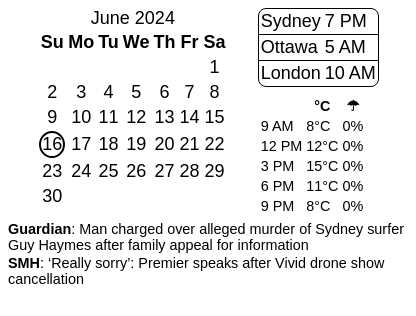 June 2024
Su Mo Tu We Th Fr Sa
1
2 3 4 5 6 7 8
9 10 11 12 13 14 15
16 17 18 19 20 21 22
23 24 25 26 27 28 29
30
Sydney 7 PM
Ottawa 5 AM
London 10 AM
°C ☂
9 AM 8°C 0%
12 PM 12°C 0%
3 PM 15°C 0%
6 PM 11°C 0%
9 PM 8°C 0%
Guardian: Man charged over alleged murder of Sydney surfer
Guy Haymes after family appeal for information
SMH: ‘Really sorry’: Premier speaks after Vivid drone show
cancellation